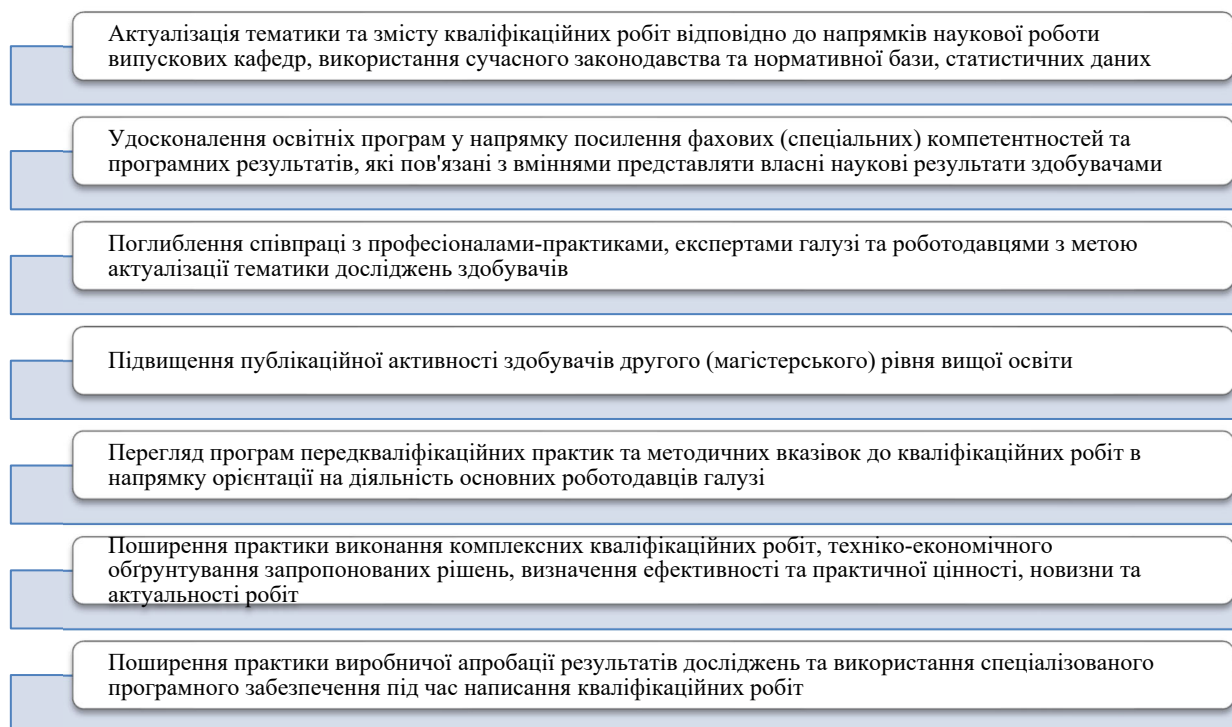 Актуалізація тематики та змісту кваліфікаційних робіт відповідно до напрямків наукової роботи
випускових кафедр, використання сучасного законодавства та нормативної бази, статистичних даних
Удосконалення освітніх програм у напрямку посилення фахових (спеціальних) компетентностей та
програмних результатів, які пов'язані з вміннями представляти власні наукові результати здобувачами
Поглиблення співпраці з професіоналами-практиками, експертами галузі та роботодавцями з метою
актуалізації тематики досліджень здобувачів
Підвищення публікаційної активності здобувачів другого (магістерського) рівня вищої освіти
Перегляд програм передкваліфікаційних практик та методичних вказівок до кваліфікаційних робіт в
напрямку орієнтації на діяльність основних роботодавців галузі
Поширення практики виконання комплексних кваліфікаційних робіт, техніко-економічного
обґрунтування запропонованих рішень, визначення ефективності та практичної цінності, новизни та
актуальності робіт
Поширення практики виробничої апробації результатів досліджень та використання спеціалізованого
програмного забезпечення під час написання кваліфікаційних робіт